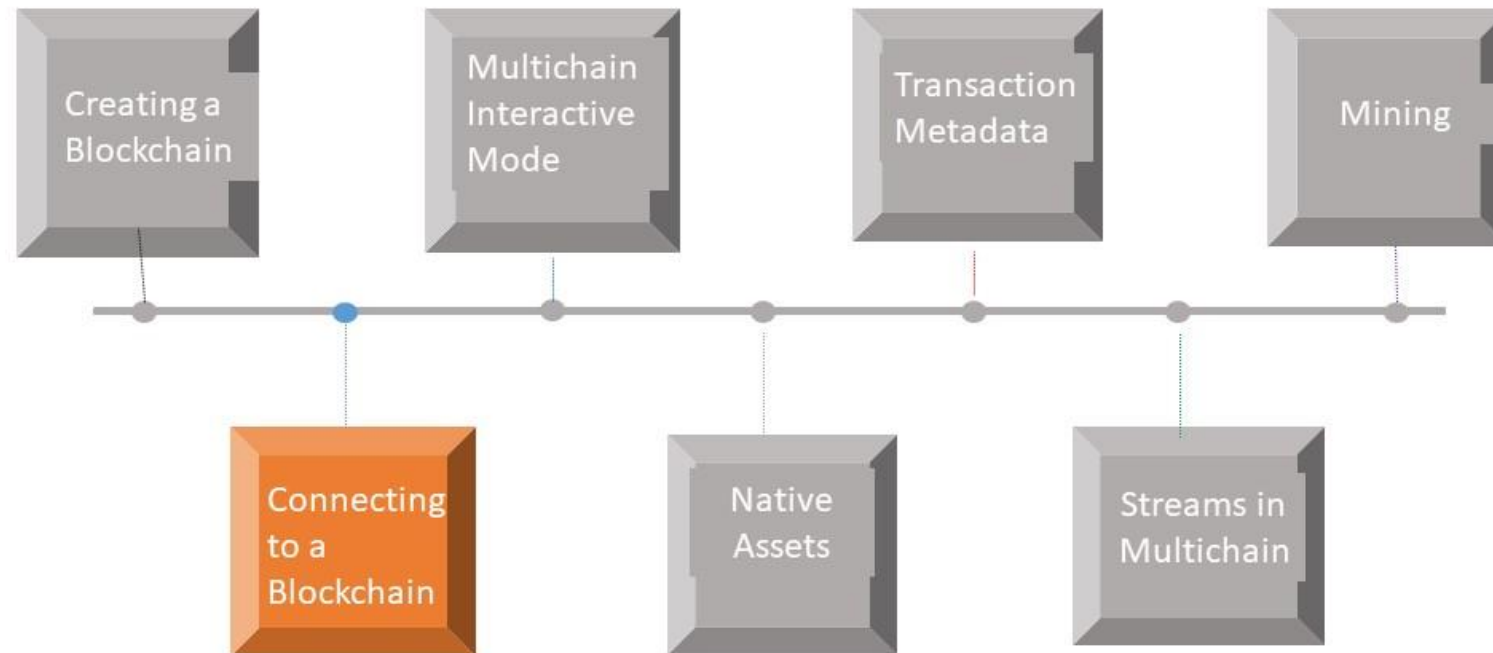 Creating a
Blockchain
Connecting
to a
Blockchain
Multichain
Interactive
Mode
Native
Assets
Transaction
Metadata
Streams in
Multichain
Mining